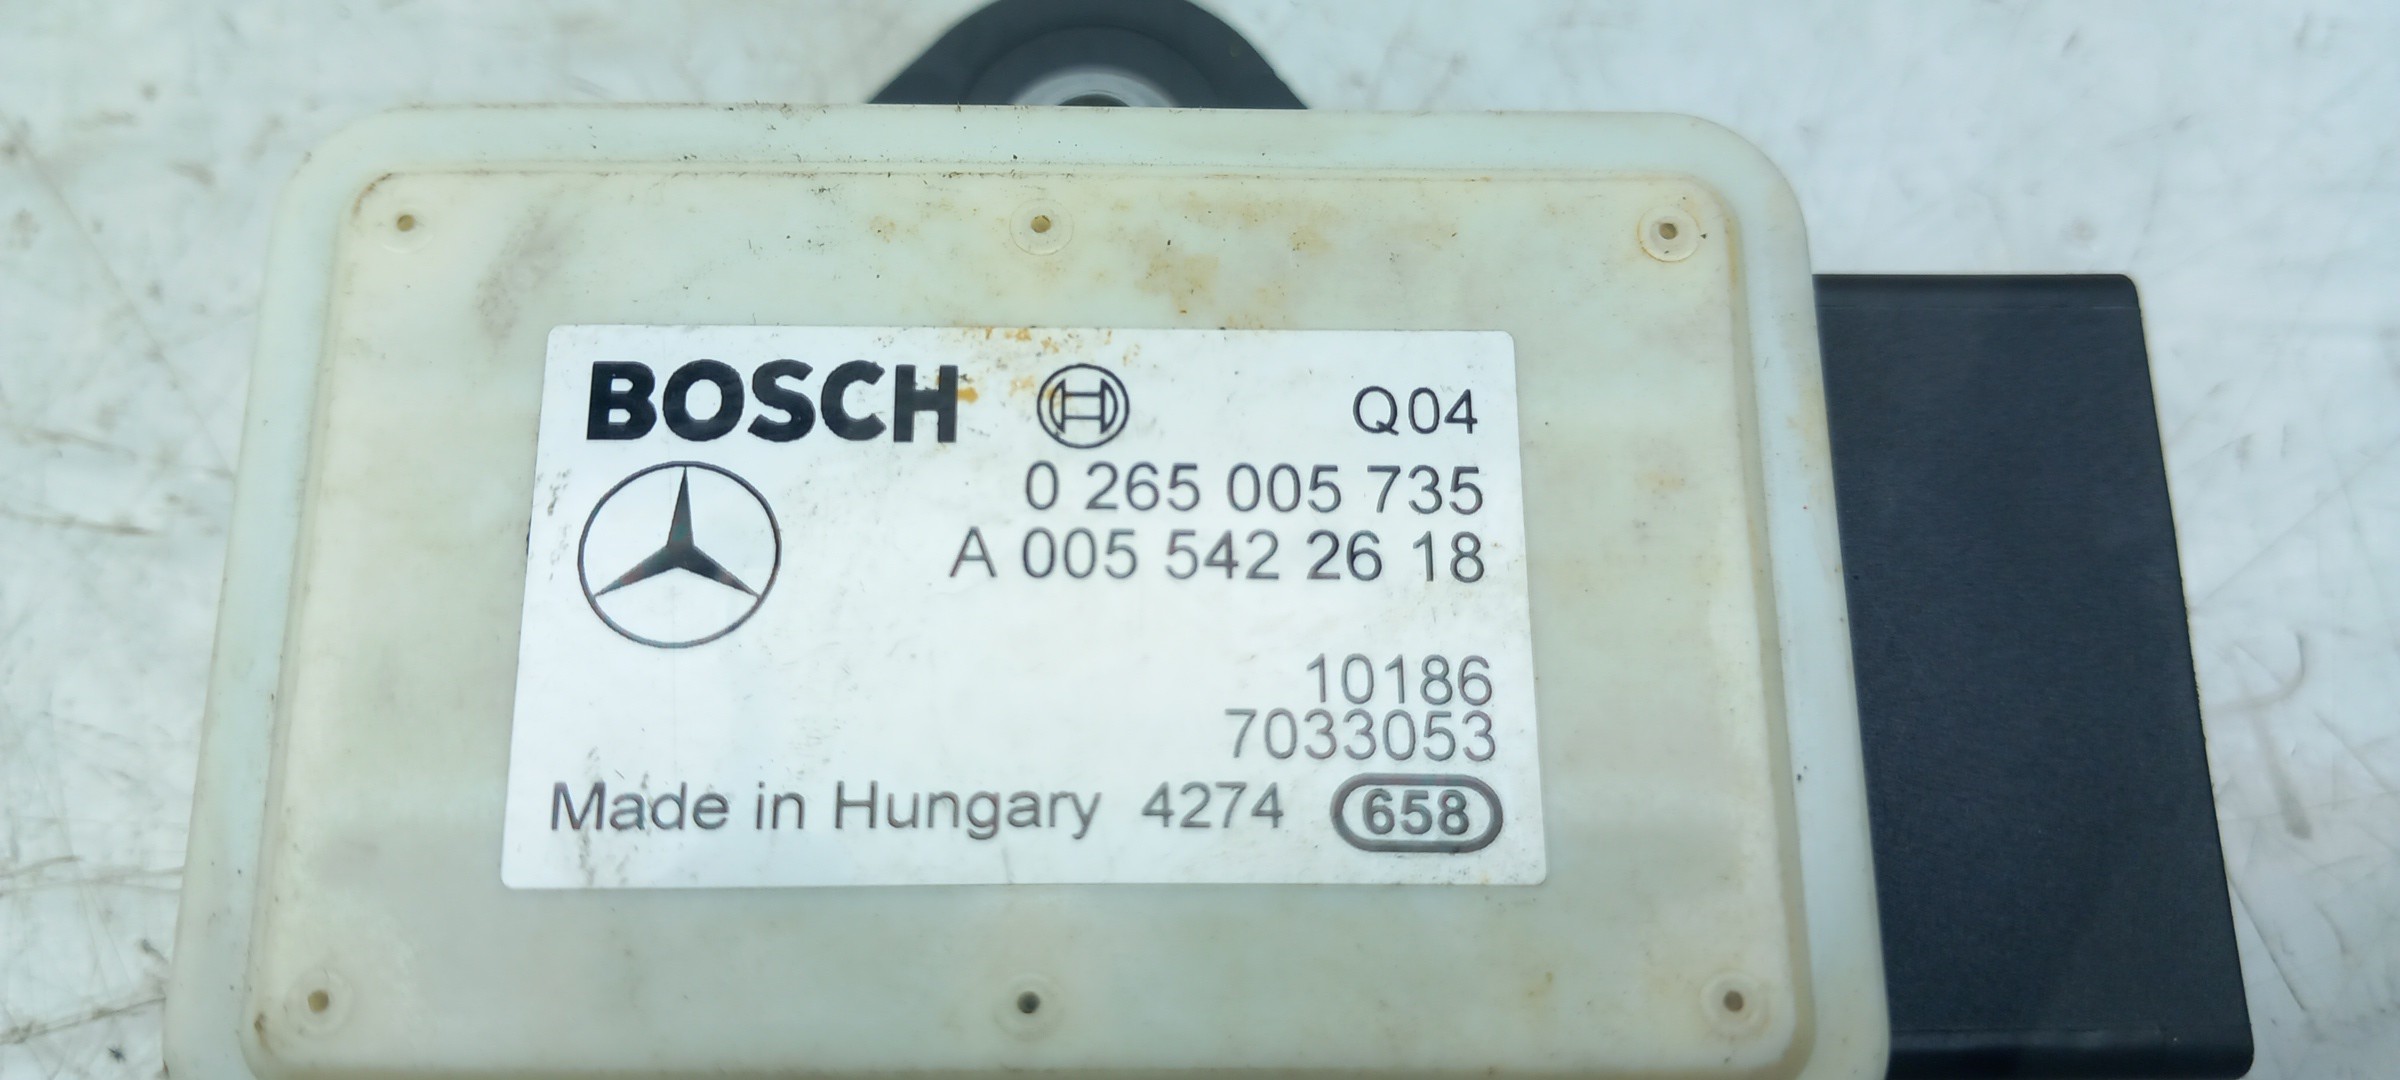 BOSCH Q04
0 265 005 735
A 005 542 26 18
10186
7033053
Made in Hungary 4274 658